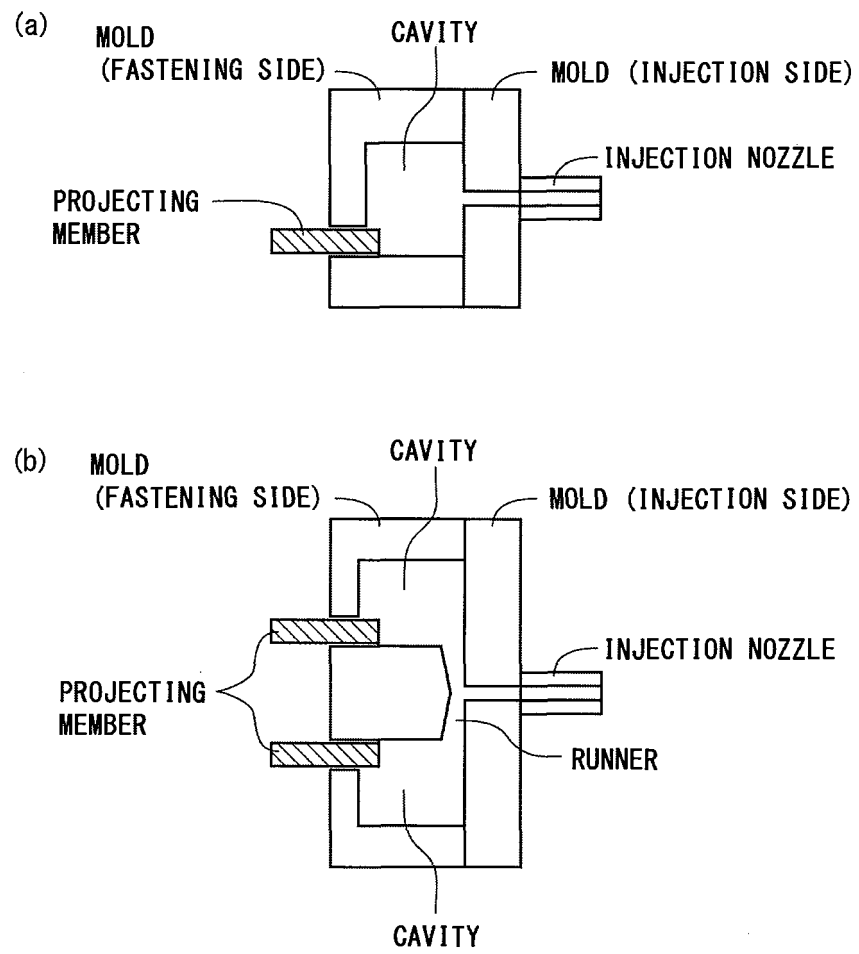 (a)
MOLD
(FASTENING SIDE)
CAVITY
MOLD (INJECTION SIDE)
INJECTION NOZZLE
PROJECTING
MEMBER
(b)
MOLD
(FASTENING SIDE)
CAVITY
MOLD (INJECTION SIDE)
INJECTION NOZZLE
PROJECTING
MEMBER
RUNNER
CAVITY